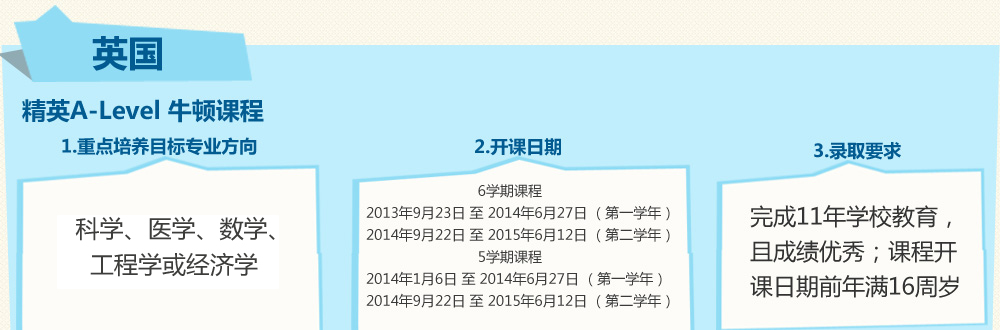 英国
精英A-Level 牛顿课程
1.重点培养目标专业方向
科学、医学、数学、
工程学或经济学
2.开课日期
6学期课程
2013年9月23日 至 2014年6月27日（第一学年）
2014年9月22日 至 2015年6月12日（第二学年）
5学期课程
2014年1月6日 至 2014年6月27日（第一学年）
2014年9月22日 至 2015年6月12日（第二学年）
3.录取要求
完成11年学校教育，
且成绩优秀；课程开
课日期前年满16周岁